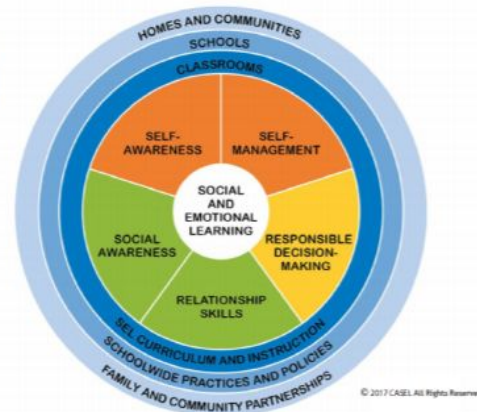 HOMES AND COMMUNITIES
SCHOOLS
CLASSROOMS
SELF-
AWARENESS
SELF-
MANAGEMENT
SOCIAL
AND
EMOTIONAL
LEARNING
SOCIAL
AWARENESS
RESPONSIBLE
DECISION-
MAKING
RELATIONSHIP
SKILLS
SEL CURRICULUM AND INSTRUCTION
SCHOOLWIDE PRACTICES AND POLICIES
FAMILY AND COMMUNITY PARTNERSHIPS
© 2017 CASEL All Rights Reserve